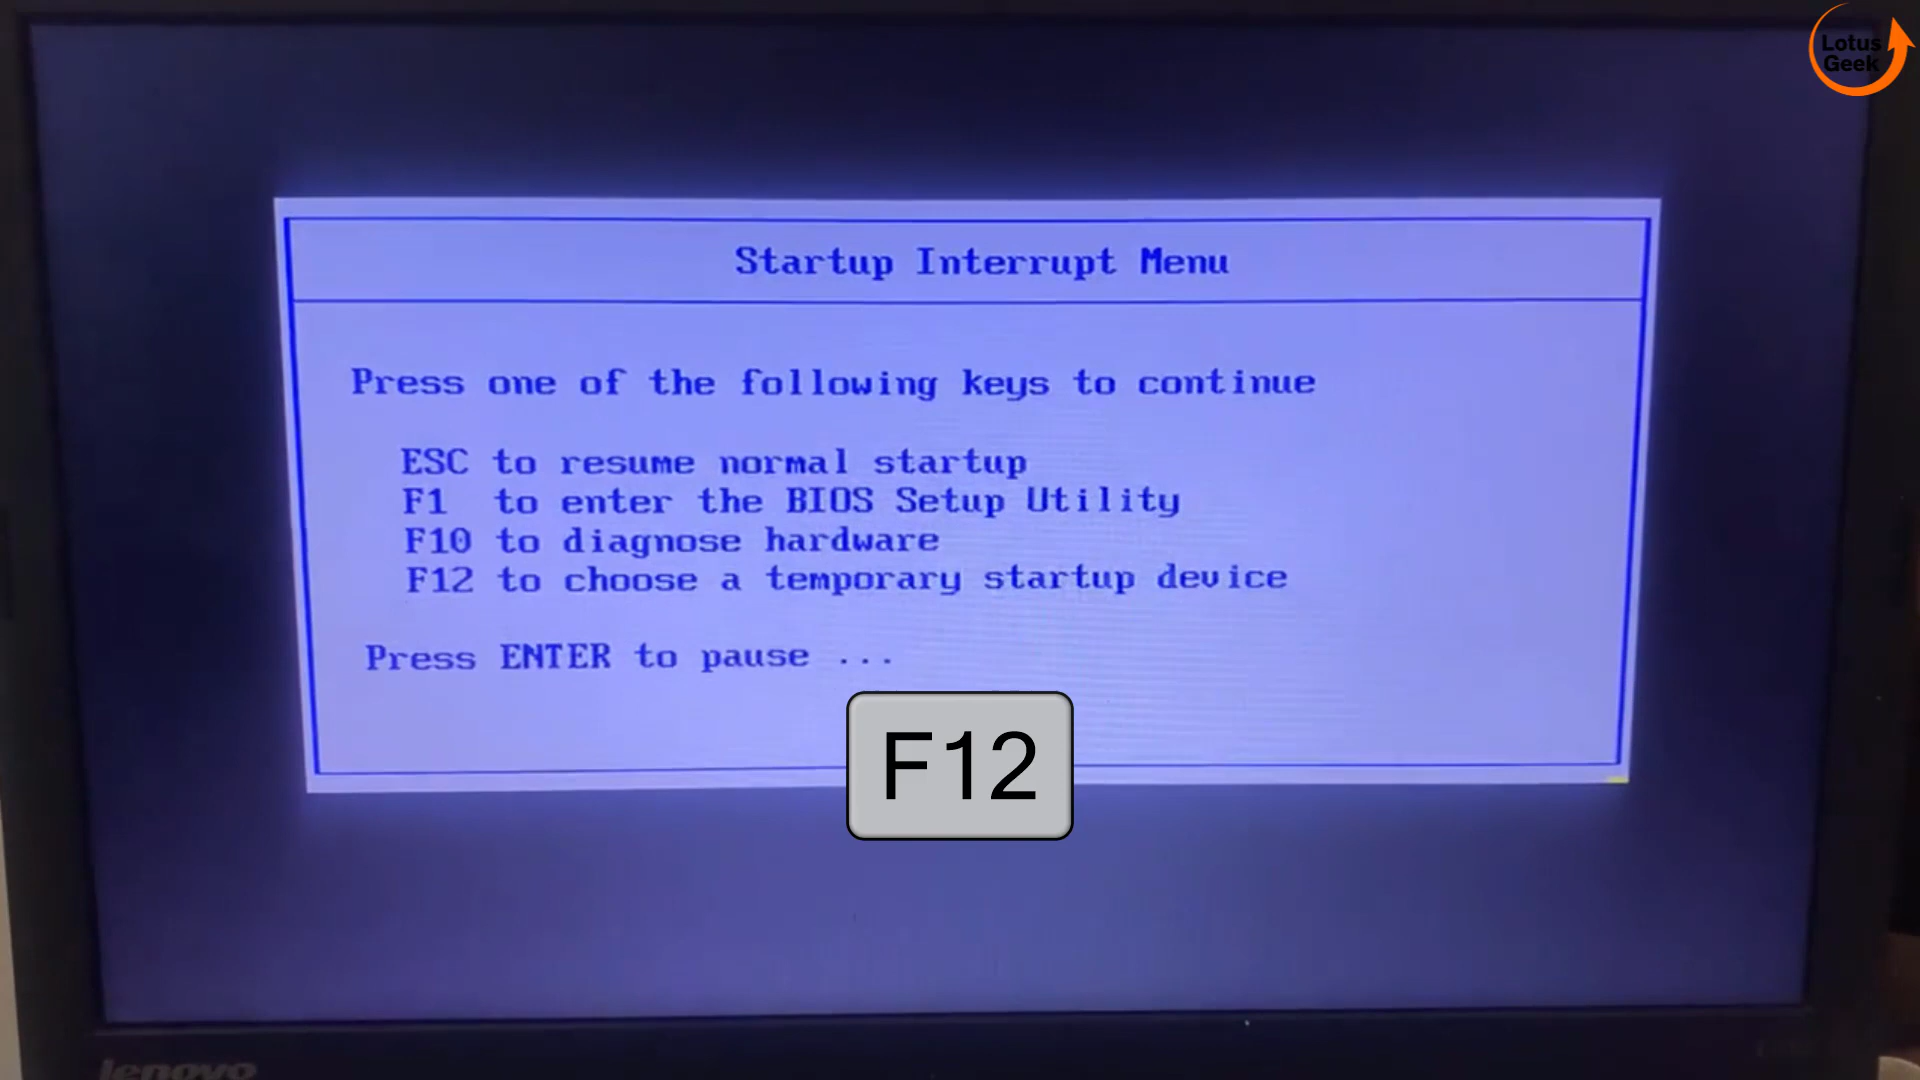 Lotus
Geek
Startup Interrupt Menu
Press one of the following keys to continue
ESC to resume normal startup
F1 to enter the BIOS Setup Utility
F10 to diagnose hardware
F12 to choose a temporary startup device
Press ENTER to pause ...
F12
lenovo